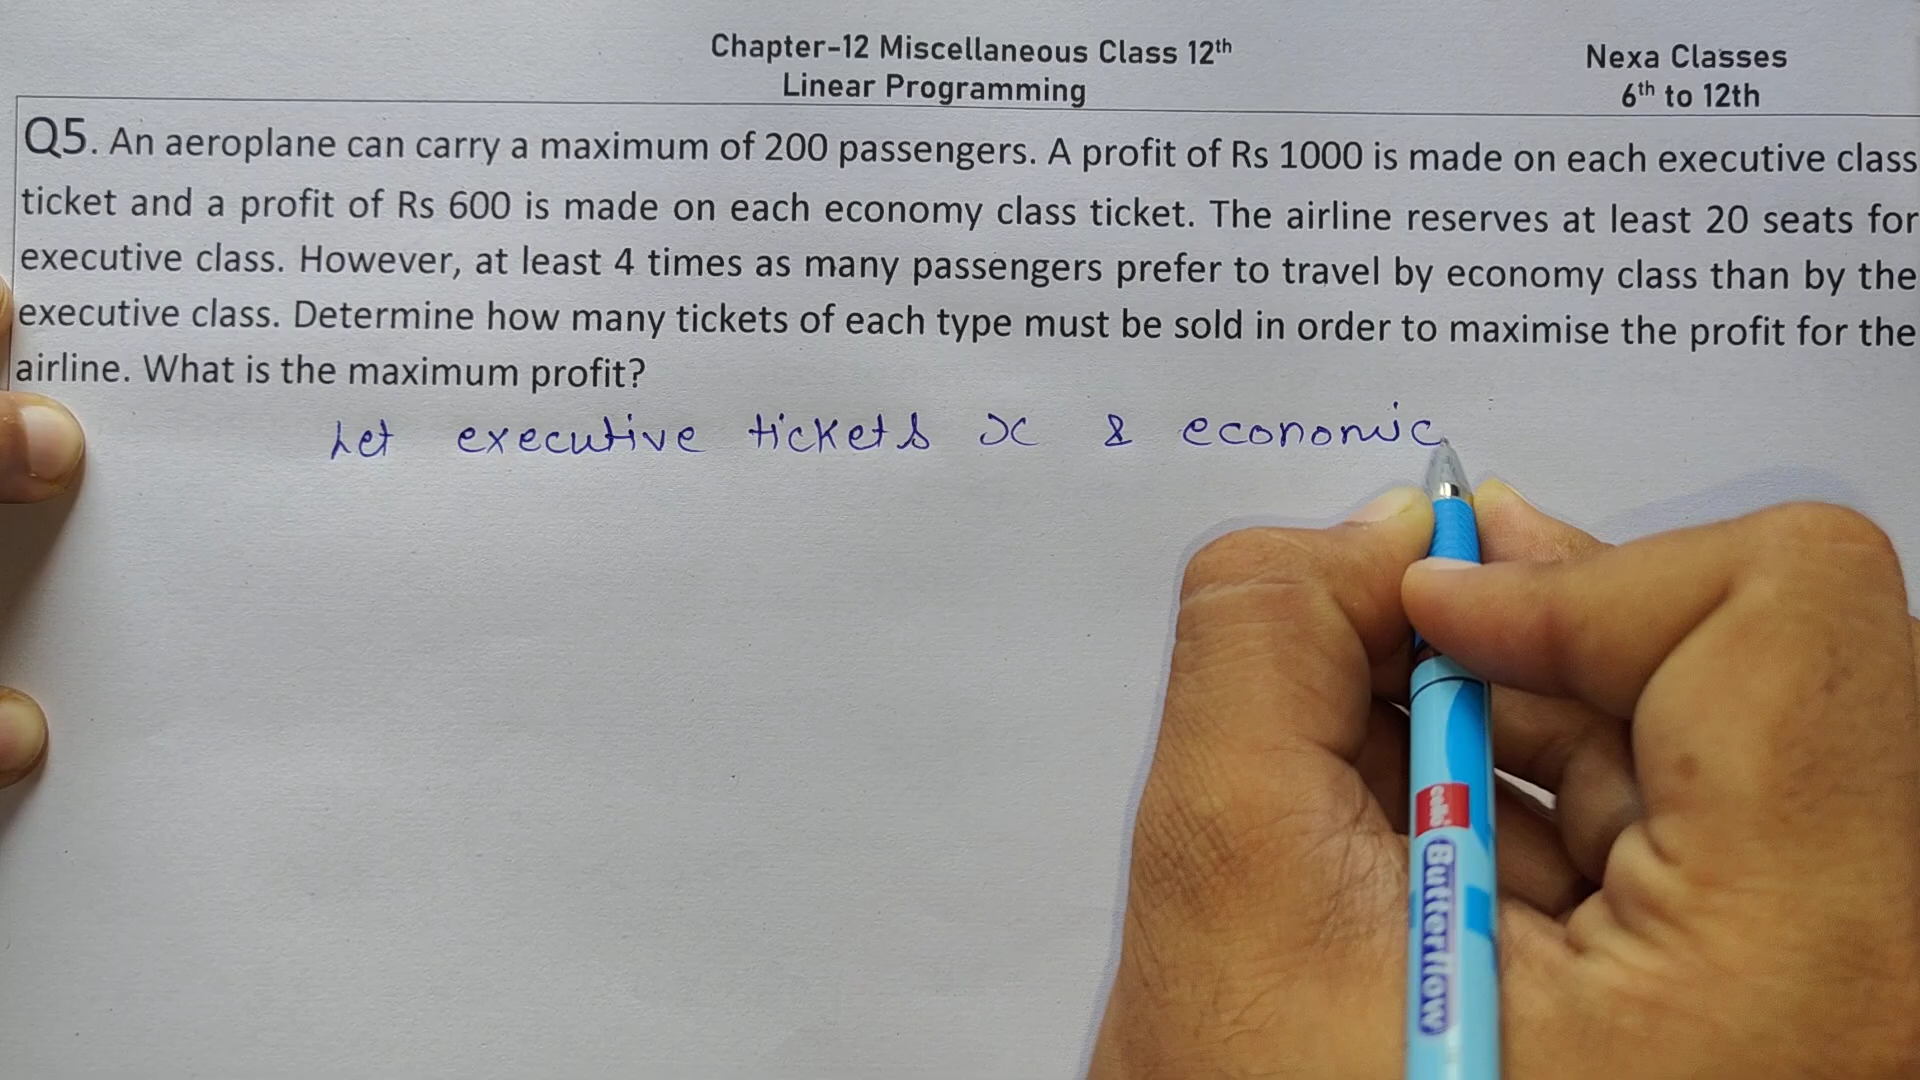 Chapter-12 Miscellaneous Class 12th
Linear Programming
Nexa Classes
6th to 12th
Q5. An aeroplane can carry a maximum of 200 passengers. A profit of Rs 1000 is made on each executive class
ticket and a profit of Rs 600 is made on each economy class ticket. The airline reserves at least 20 seats for
executive class. However, at least 4 times as many passengers prefer to travel by economy class than by the
executive class. Determine how many tickets of each type must be sold in order to maximise the profit for the
airline. What is the maximum profit?
Let executive tickets x & economic
cello
Butterflow